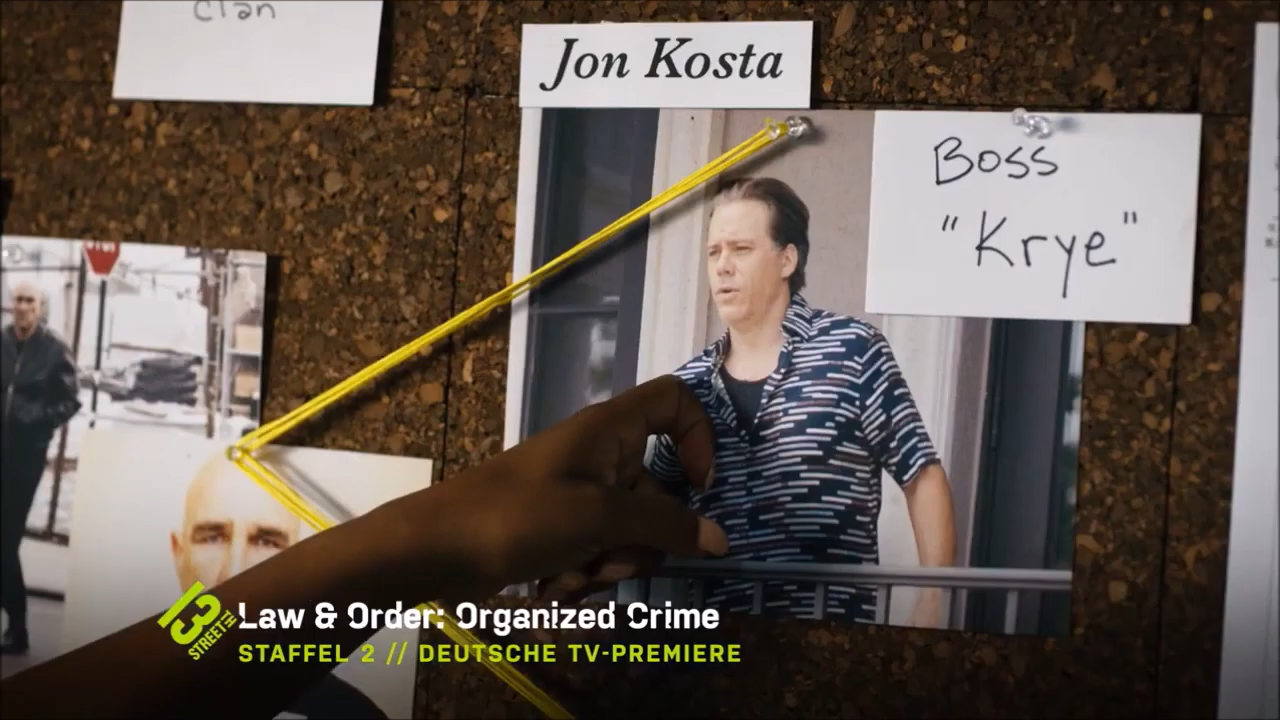 clan
Jon Kosta
Boss
"Krye"
13TH STREET
Law & Order: Organized Crime
STAFFEL 2 // DEUTSCHE TV-PREMIERE